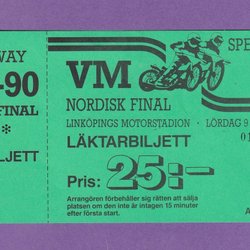 WAY
-90
FINAL
*
JETT
SPE
VM
NORDISK FINAL
LINKÖPINGS MOTORSTADION - LÖRDAG 9
LÄKTARBILJETT
Pris: 25:-
Arrangören förbehåller sig rätten att sälja
platsen om den inte är intagen 15 minuter
efter första start.